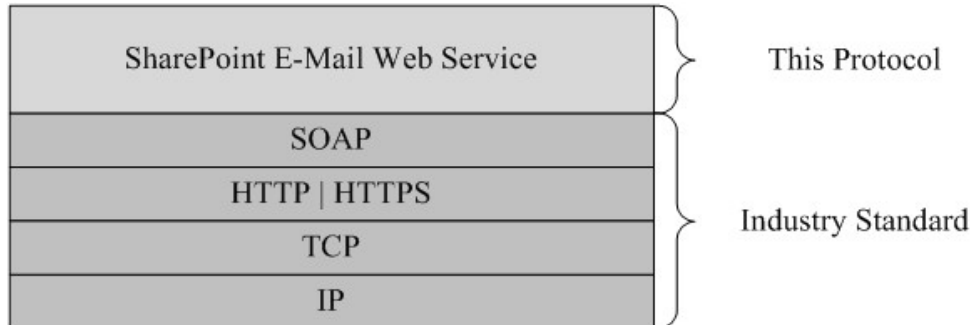 SharePoint E-Mail Web Service
This Protocol
SOAP
HTTP | HTTPS
TCP
IP
Industry Standard